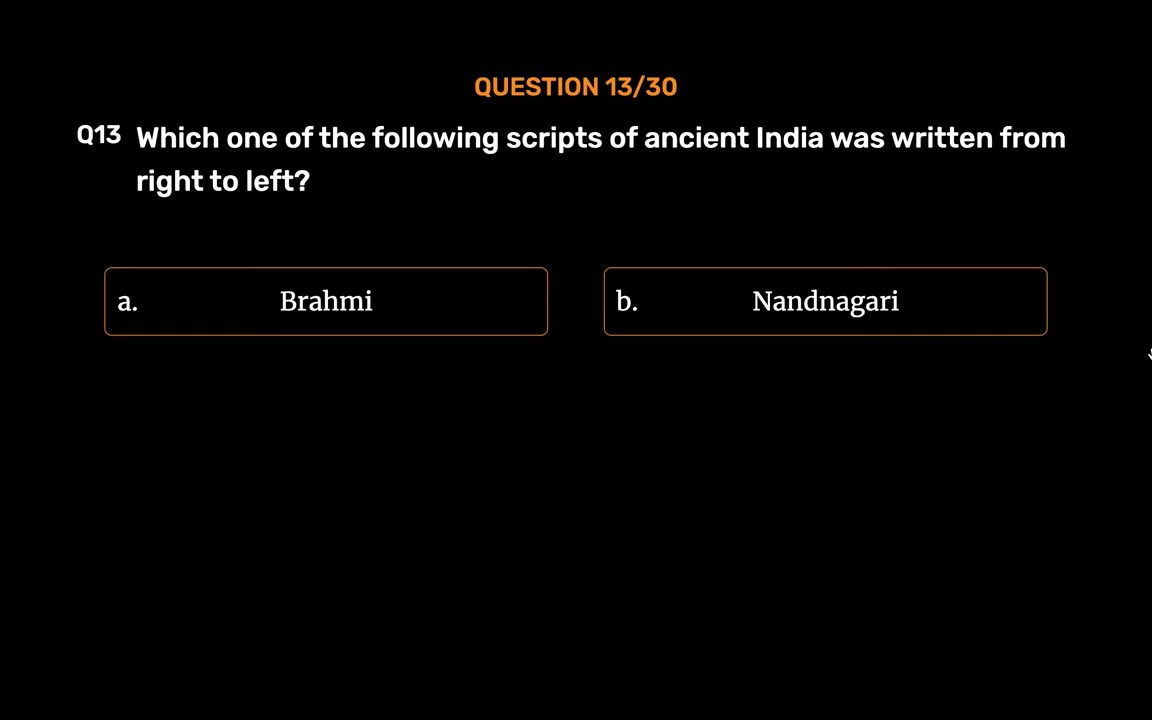 QUESTION 13/30
Q13 Which one of the following scripts of ancient India was written from
right to left?
a. Brahmi
b. Nandnagari